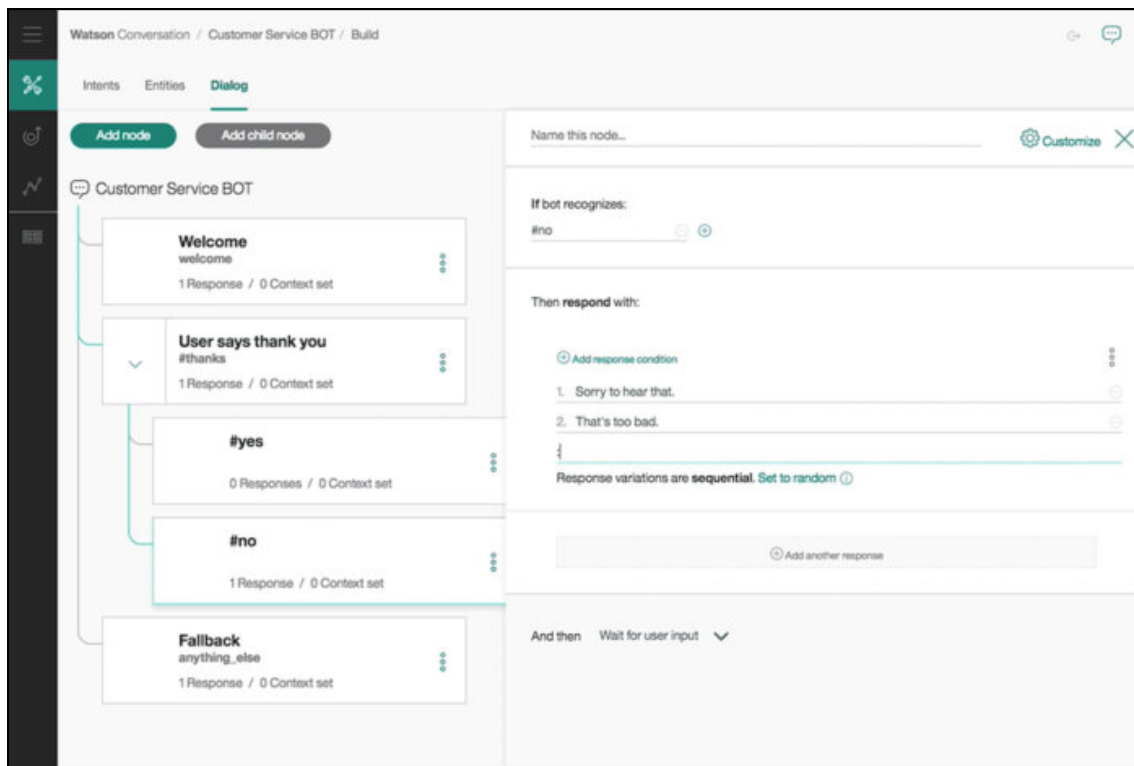 Watson Conversation / Customer Service BOT / Build
Intents Entities Dialog
Add node Add child node
Customer Service BOT
Welcome
welcome
1 Response / 0 Context set
User says thank you
#thanks
1 Response / 0 Context set
#yes
0 Responses / 0 Context set
#no
1 Response / 0 Context set
Fallback
anything_else
1 Response / 0 Context set
Name this node...
Customize
If bot recognizes:
#no
Then respond with:
Add response condition
1. Sorry to hear that.
2. That's too bad.
Response variations are sequential. Set to random
Add another response
And then Wait for user input